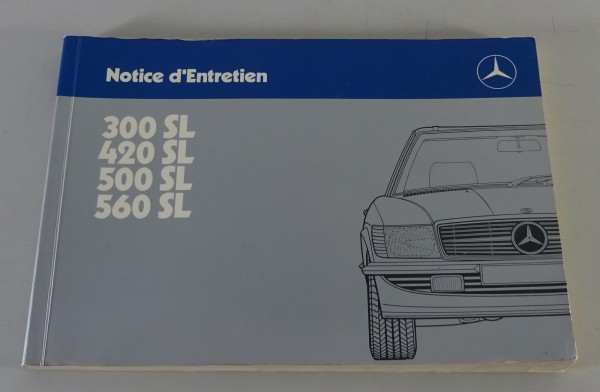 Notice d'Entretien
300 SL
420 SL
500 SL
560 SL